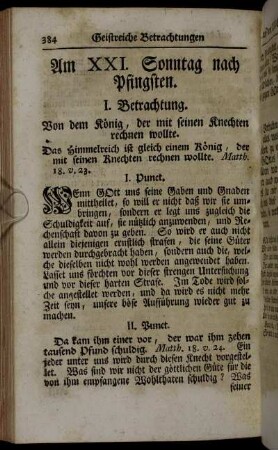 384 Geistreiche Betrachtungen
Am XXI. Sonntag nach
Pfingsten.
I. Betrachtung.
Von dem König, der mit seinen Knechten
rechnen wollte.
Das Himmelreich ist gleich einem König, der
mit seinen Knechten rechnen wollte. Matth.
18. v. 23.
I. Punct.
WEnn GOtt uns seine Gaben und Gnaden
mittheilet, so will er nicht daß wir sie um-
bringen, sondern er legt uns zugleich die
Schuldigkeit auf, sie nützlich anzuwenden, und Re-
chenschaft davon zu geben. So wird er auch nicht
allein diejenigen ernstlich strafen, die seine Güter
werden durchgebracht haben, sondern auch die, wel-
che dieselben nicht wohl werden angewendet haben.
Lasset uns förchten vor dieser strengen Untersuchung
und vor dieser harten Strafe. Im Tode wird sol-
che angestellet werden, und da wird es nicht mehr
Zeit seyn, unsere böse Aufführung wieder gut zu
machen.
II. Punct.
Da kam ihm einer vor, der war ihm zehen
tausend Pfund schuldig. Matth. 18. v. 24. Ein
jeder unter uns wird durch diesen Knecht vorgestel-
let. Was sind wir nicht der göttlichen Güte für die
von ihm empfangene Wohlthaten schuldig? Was
seiner